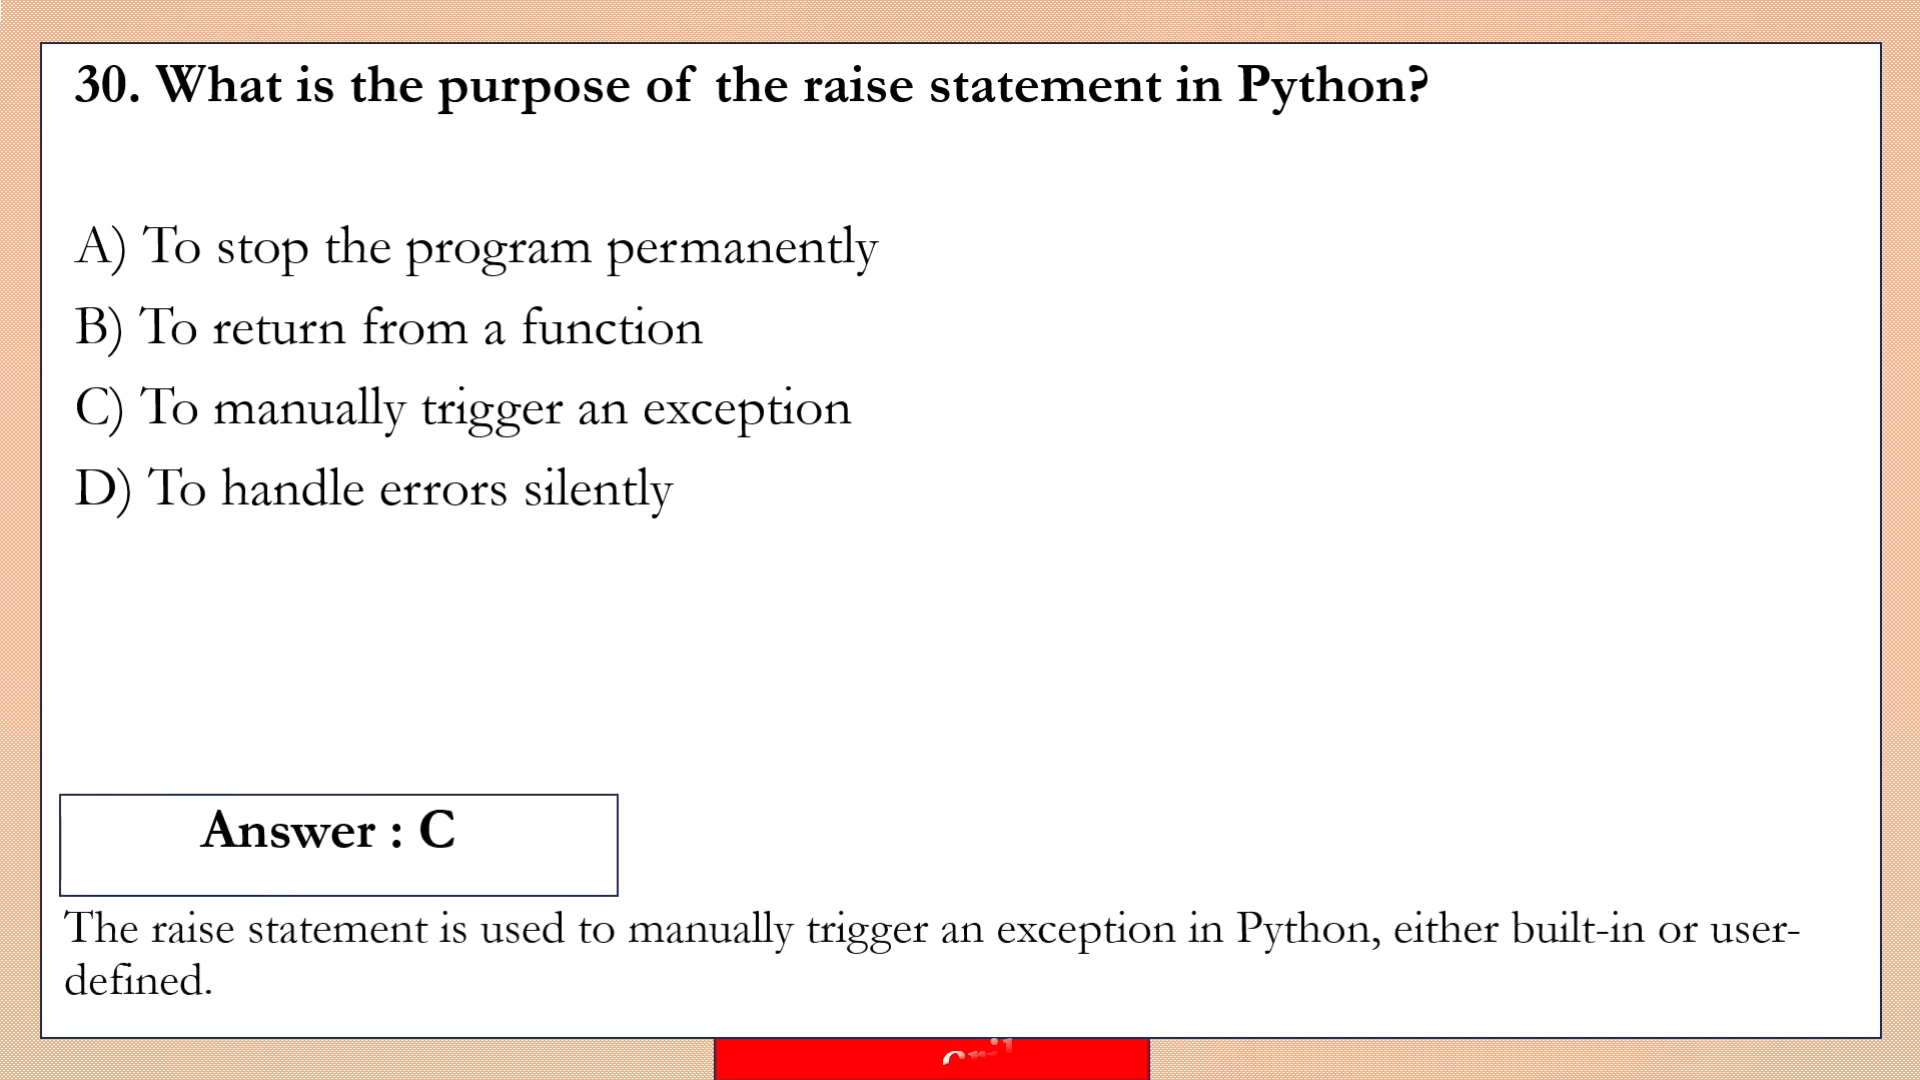 30. What is the purpose of the raise statement in Python?
A) To stop the program permanently
B) To return from a function
C) To manually trigger an exception
D) To handle errors silently
Answer : C
The raise statement is used to manually trigger an exception in Python, either built-in or user-
defined.